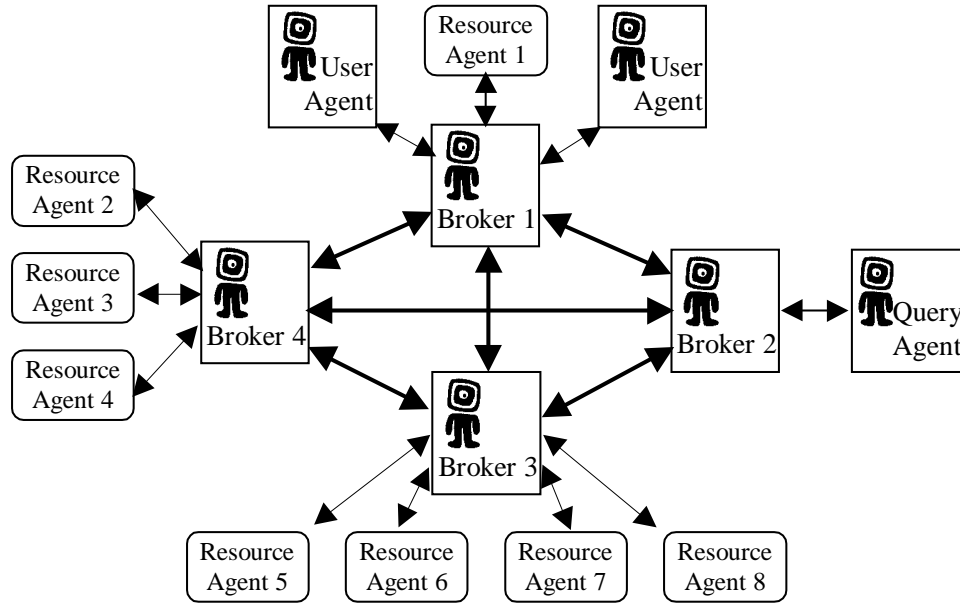 User
Agent
Resource
Agent 1
User
Agent
Broker 1
Resource
Agent 2
Resource
Agent 3
Resource
Agent 4
Broker 4
Broker 2
Query
Agent
Broker 3
Resource
Agent 5
Resource
Agent 6
Resource
Agent 7
Resource
Agent 8